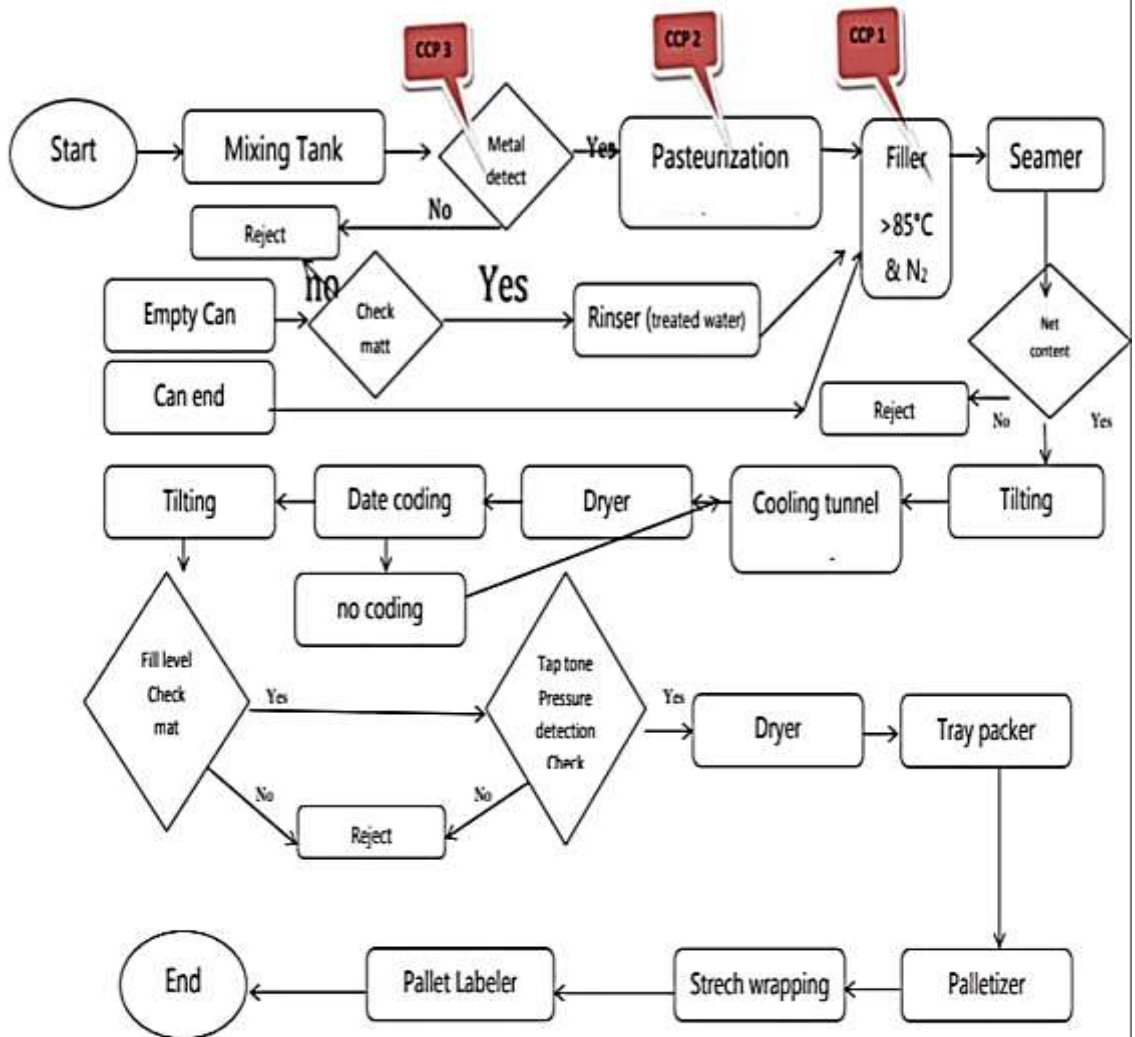 CCP 3
CCP 2
CCP 1
Start
Mixing Tank
Metal
detect
Yes
Pasteurization
Filler
>85°C
& N₂
Seamer
No
Reject
Empty Can
no
Check
matt
Yes
Rinser (treated water)
Can end
Net
content
Reject
No
Yes
Tilting
Date coding
Dryer
Cooling tunnel
Tilting
no coding
Fill level
Check
mat
Yes
Tap tone
Pressure
detection
Check
Yes
Dryer
Tray packer
No
No
Reject
End
Pallet Labeler
Strech wrapping
Palletizer